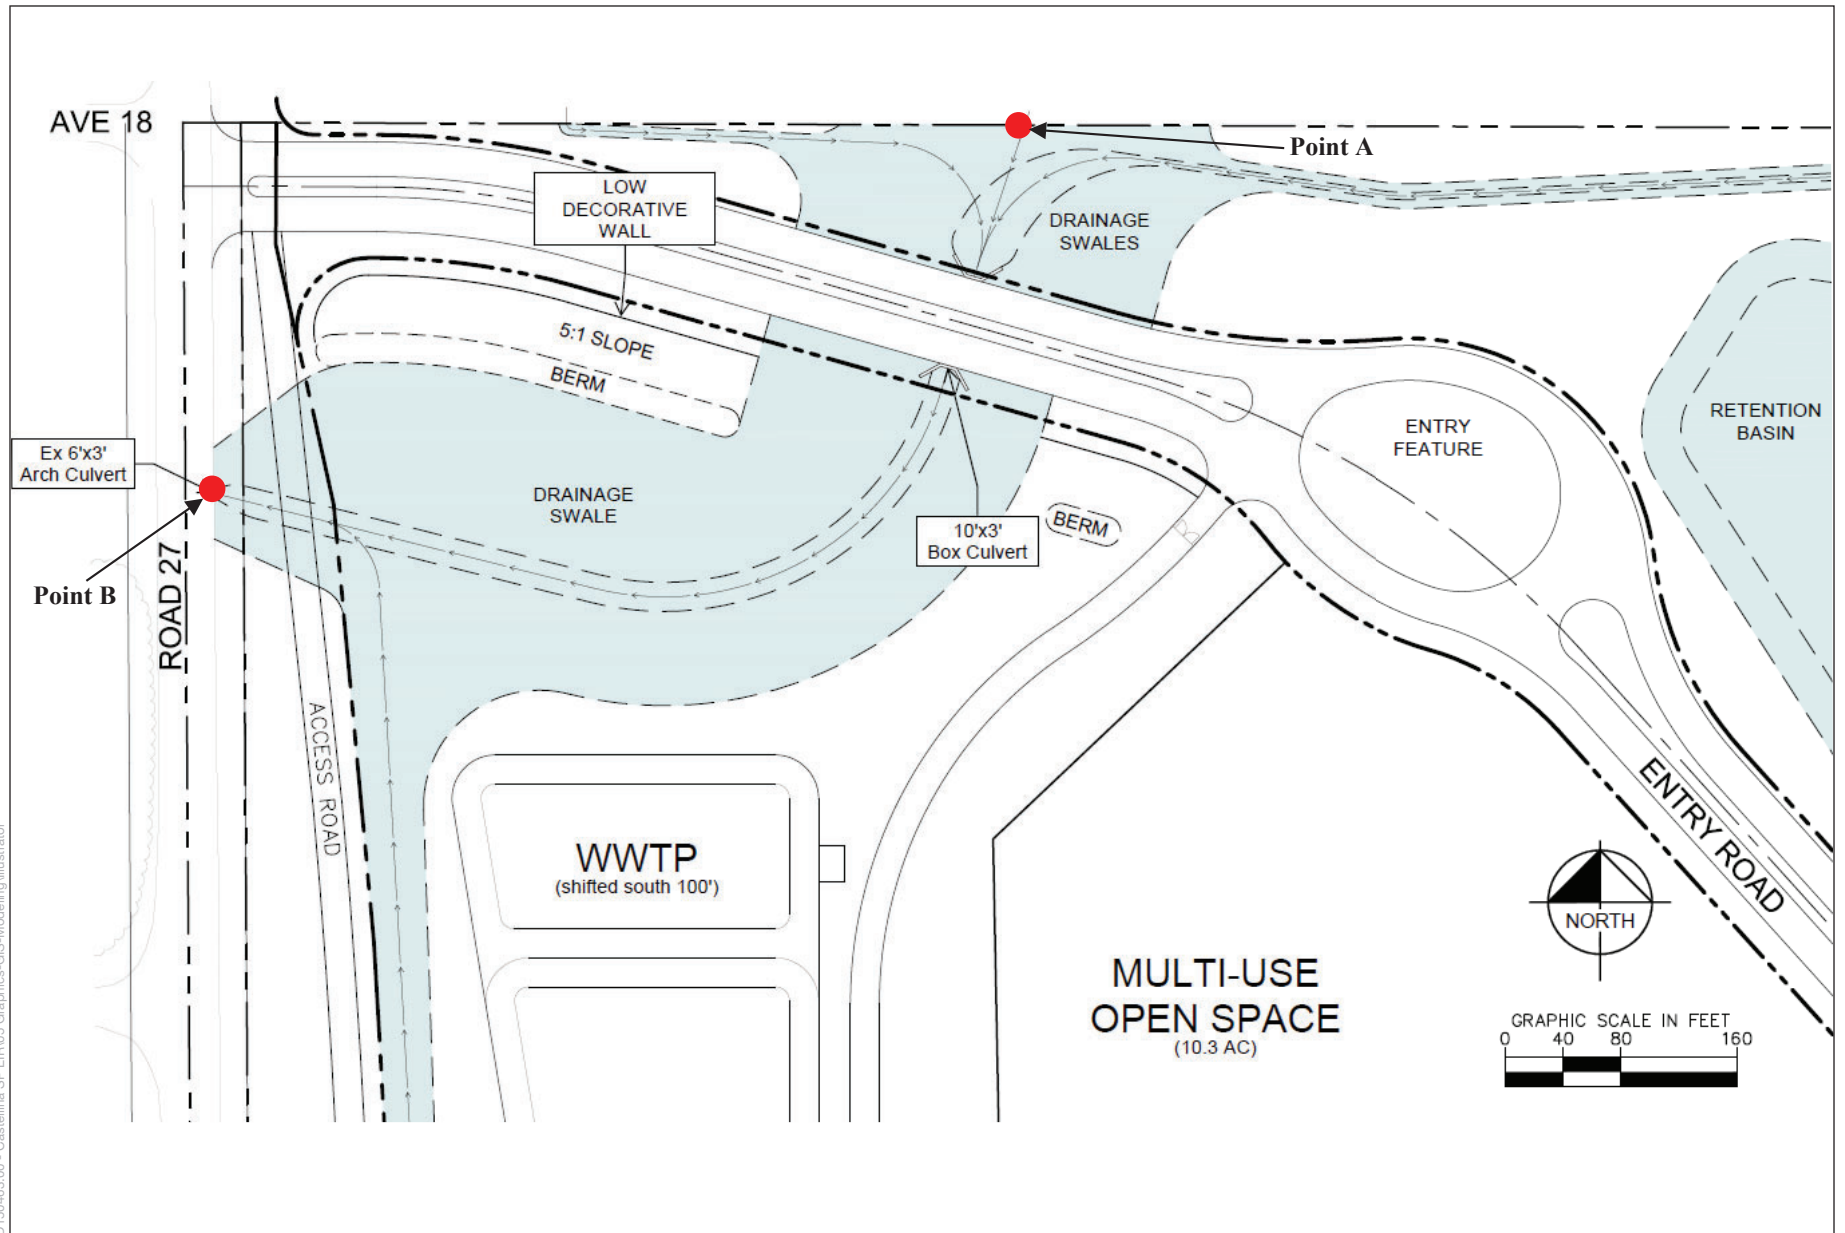 AVE 18
Point A
LOW
DECORATIVE
WALL
DRAINAGE
SWALES
5:1 SLOPE
BERM
RETENTION
BASIN
ENTRY
FEATURE
Ex 6'x3'
Arch Culvert
DRAINAGE
SWALE
10'x3'
Box Culvert
BERM
Point B
ROAD 27
ACCESS ROAD
WWTP
(shifted south 100')
ENTRY ROAD
NORTH
MULTI-USE
OPEN SPACE
(10.3 AC)
GRAPHIC SCALE IN FEET
0 40 80 160